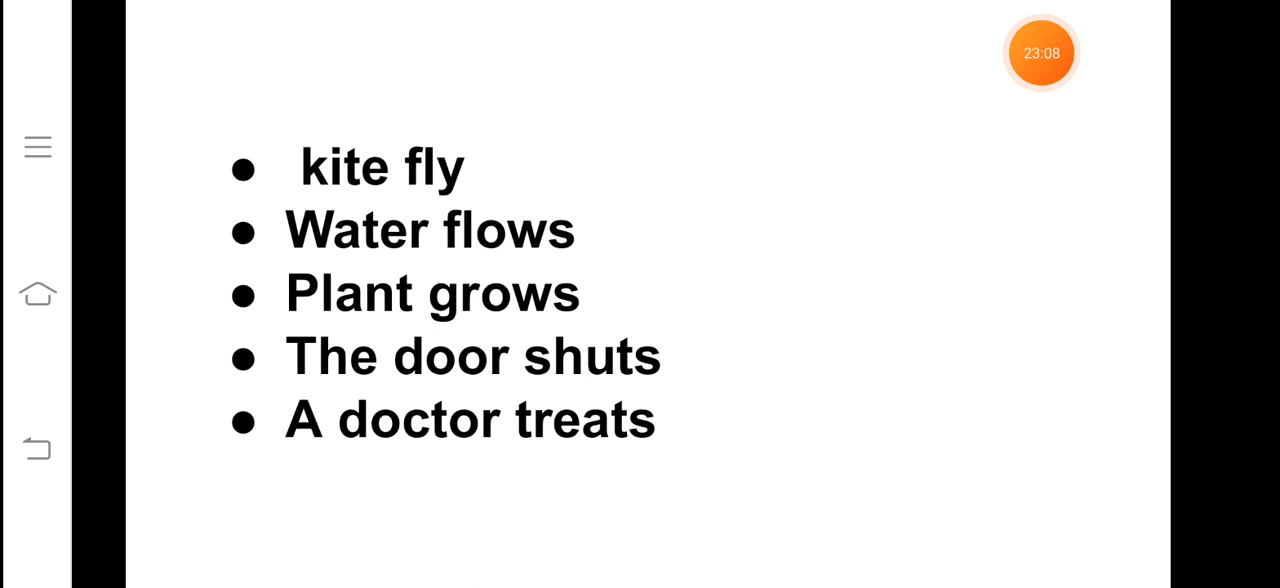 23:08
● kite fly
● Water flows
● Plant grows
● The door shuts
● A doctor treats